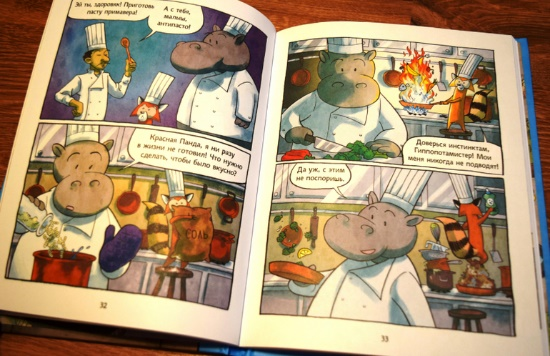 Эй ты, здоровяк! Приготовь
пасту примавера!
А с тебя,
малыш,
антипасто!
Красная Панда, я ни разу
в жизни не готовил! Что нужно
сделать, чтобы было вкусно?
СОЛЬ
32
Доверься инстинктам,
Гиппопотамистер! Мои
меня никогда не подводят!
Да уж, с этим
не поспоришь.
33